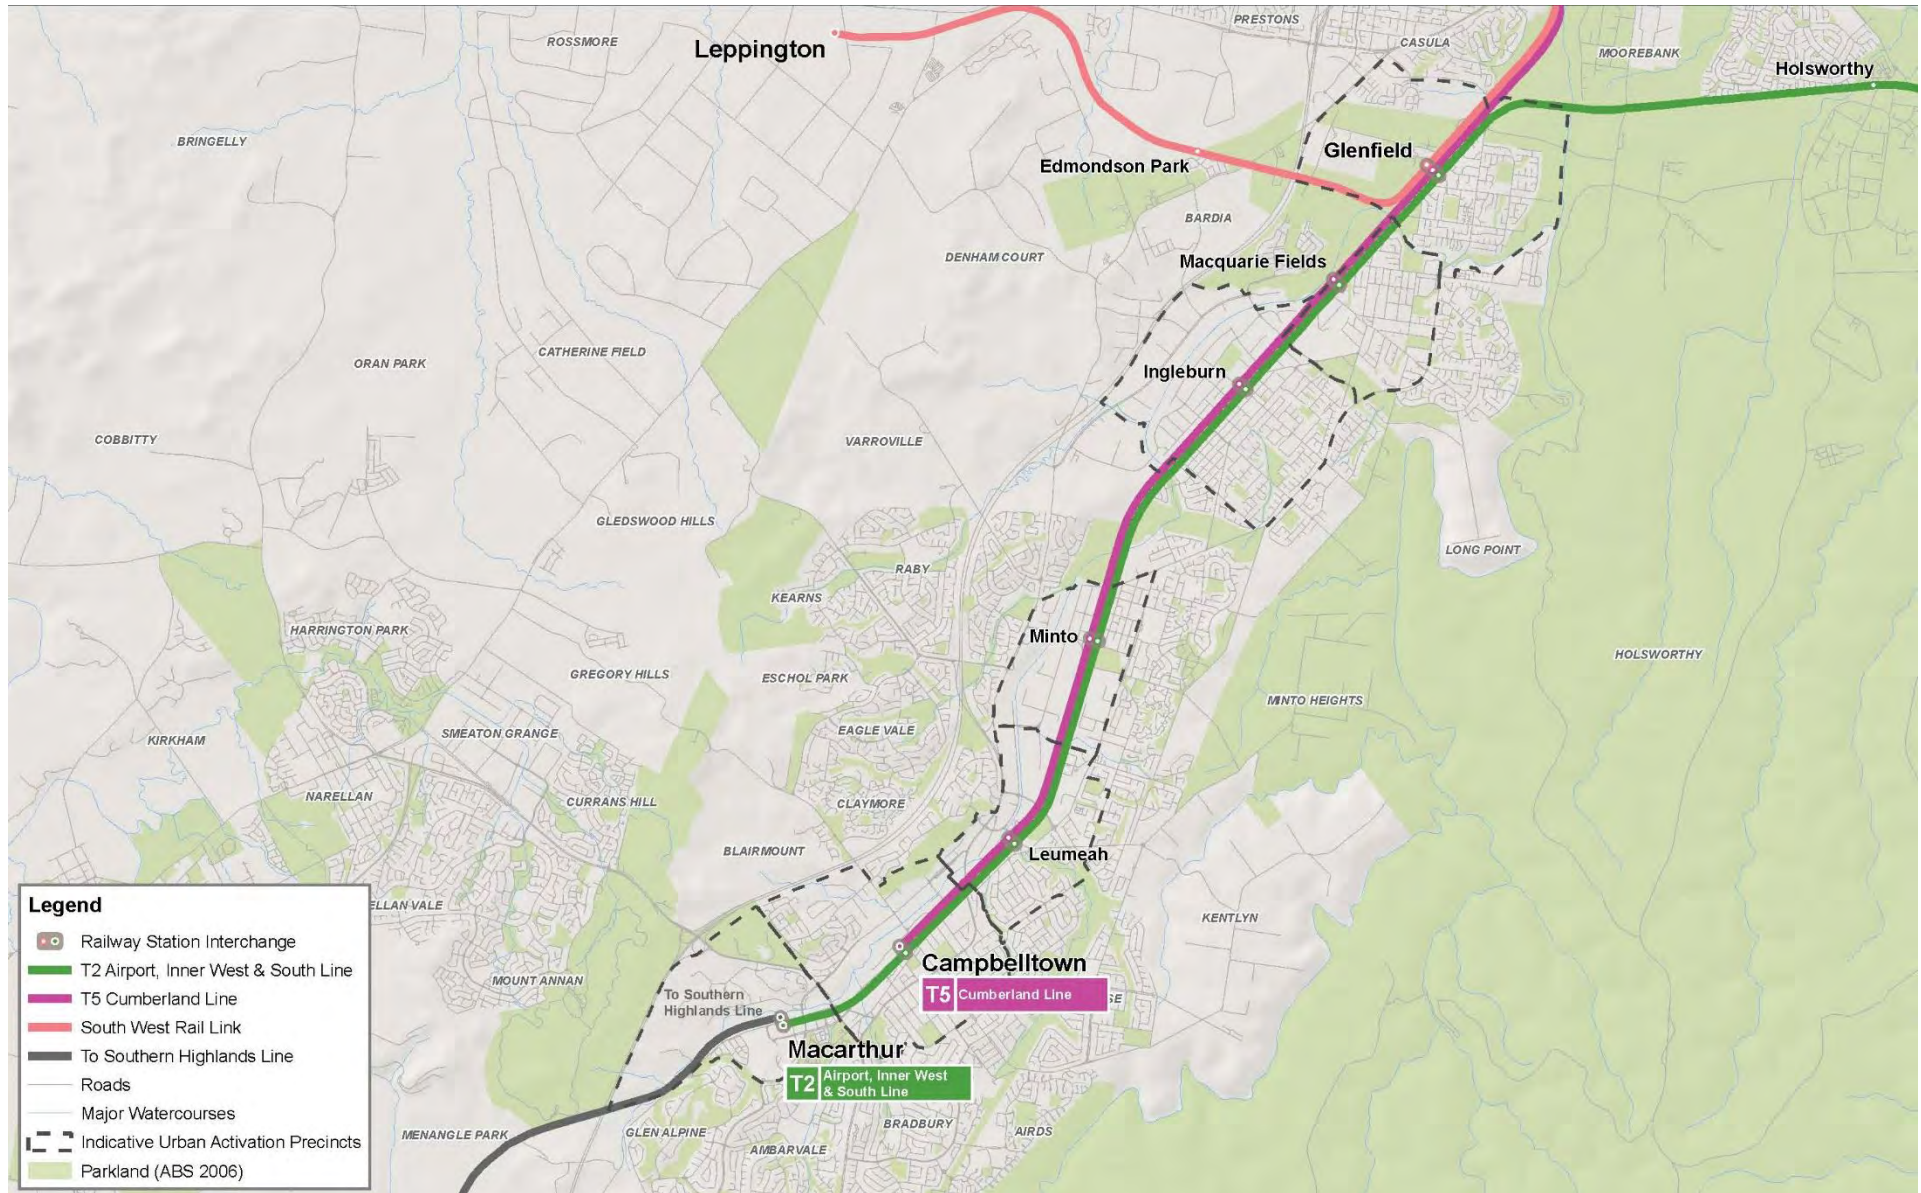 PRESTONS
ROSSMORE
Leppington
CASULA
MOOREBANK
Holsworthy
BRINGELLY
Glenfield
Edmondson Park
BARDIA
DENHAM COURT
Macquarie Fields
CATHERINE FIELD
ORAN PARK
Ingleburn
COBBITTY
VARROVILLE
GLEDSWOOD HILLS
LONG POINT
RABY
KEARNS
HARRINGTON PARK
Minto
HOLSWORTHY
GREGORY HILLS
ESCHOL PARK
MINTO HEIGHTS
KIRKHAM
SMEATON GRANGE
EAGLE VALE
NARELLAN
CURRANS HILL
CLAYMORE
BLAIRMOUNT
Leumeah
ELLAN VALE
KENTLYN
Campbelltown
T5 Cumberland Line
SE
MOUNT ANNAN
To Southern
Highlands Line
Macarthur
T2 Airport, Inner West
& South Line
MENANGLE PARK
GLEN ALPINE
BRADBURY
AIRDS
AMBARVALE
Legend
Railway Station Interchange
T2 Airport, Inner West & South Line
T5 Cumberland Line
South West Rail Link
To Southern Highlands Line
Roads
Major Watercourses
Indicative Urban Activation Precincts
Parkland (ABS 2006)